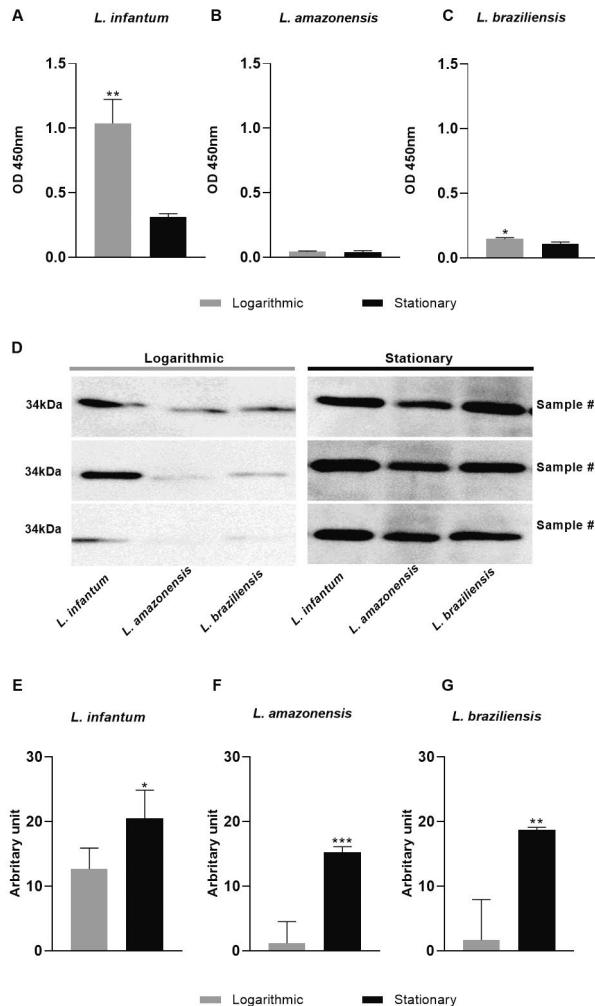 A
L. infantum
B
L. amazonensis
C
L. braziliensis
OD 450nm
1.5
1.0
0.5
0.0
**
OD 450nm
1.5
1.0
0.5
0.0
OD 450nm
1.5
1.0
0.5
0.0
*
Logarithmic
Stationary
D
Logarithmic
Stationary
34kDa
Sample #
34kDa
Sample #
34kDa
Sample #
L. infantum
L. amazonensis
L. braziliensis
L. infantum
L. amazonensis
L. braziliensis
E
L. infantum
F
L. amazonensis
G
L. braziliensis
Arbritary unit
30
20
10
0
*
Arbritary unit
30
20
10
0
***
Arbritary unit
30
20
10
0
**
Logarithmic
Stationary